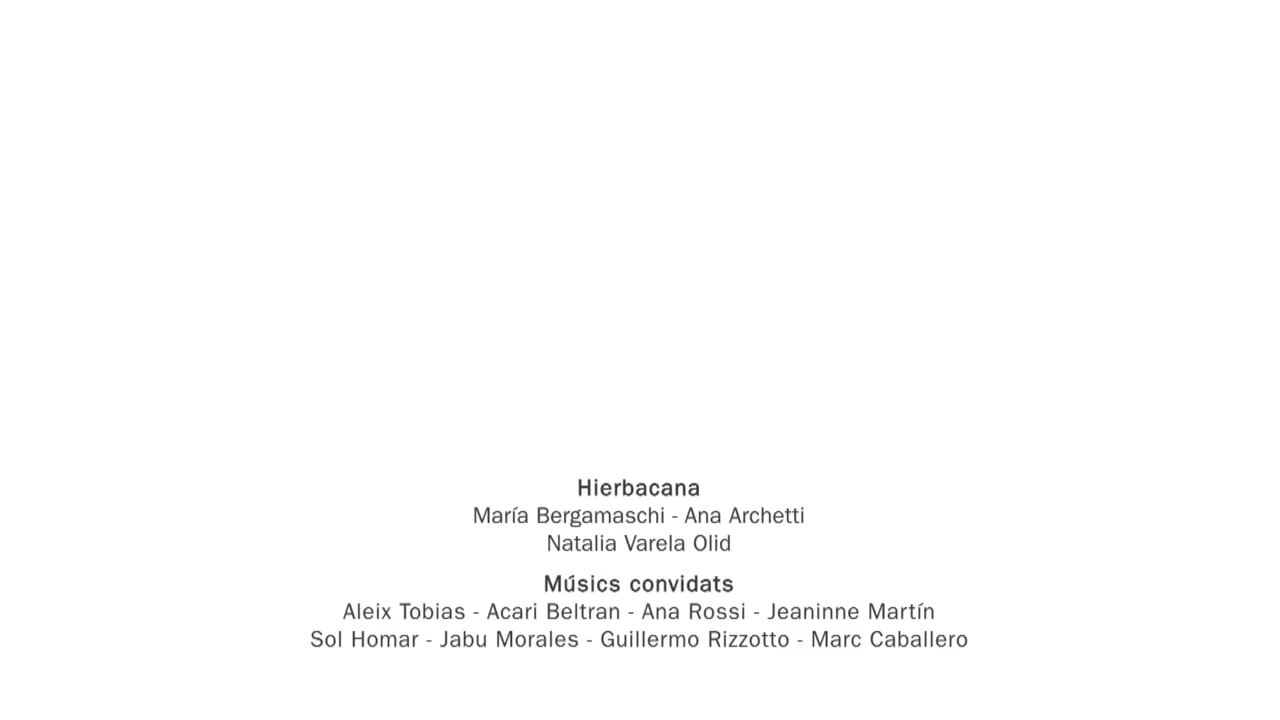 Hierbacana
María Bergamaschi - Ana Archetti
Natalia Varela Olid
Músics convidats
Aleix Tobias - Acari Beltran - Ana Rossi - Jeaninne Martín
Sol Homar - Jabu Morales - Guillermo Rizzotto - Marc Caballero